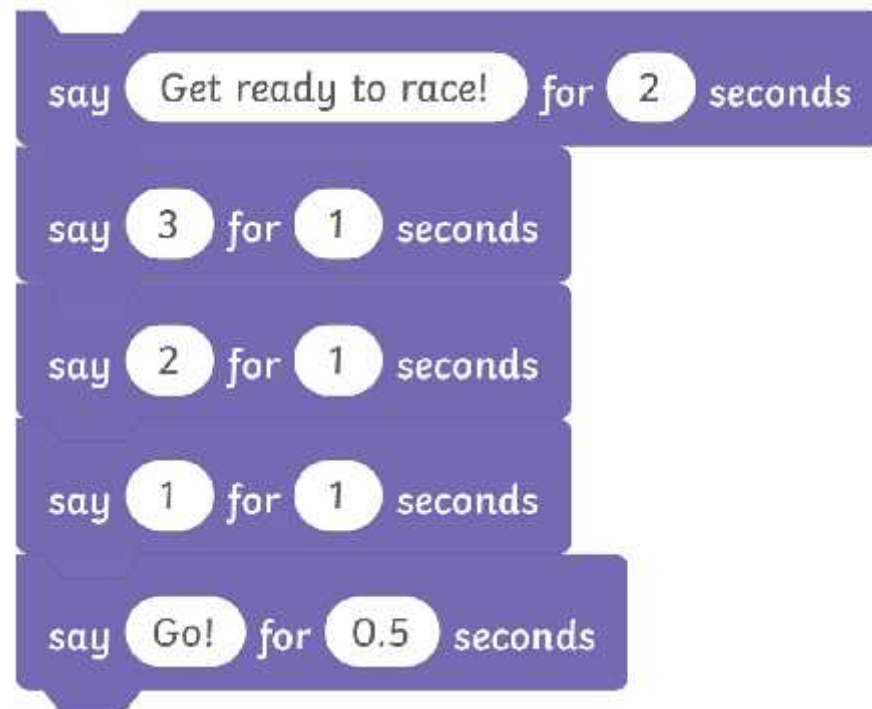 say Get ready to race! for 2 seconds
say 3 for 1 seconds
say 2 for 1 seconds
say 1 for 1 seconds
say Go! for 0.5 seconds